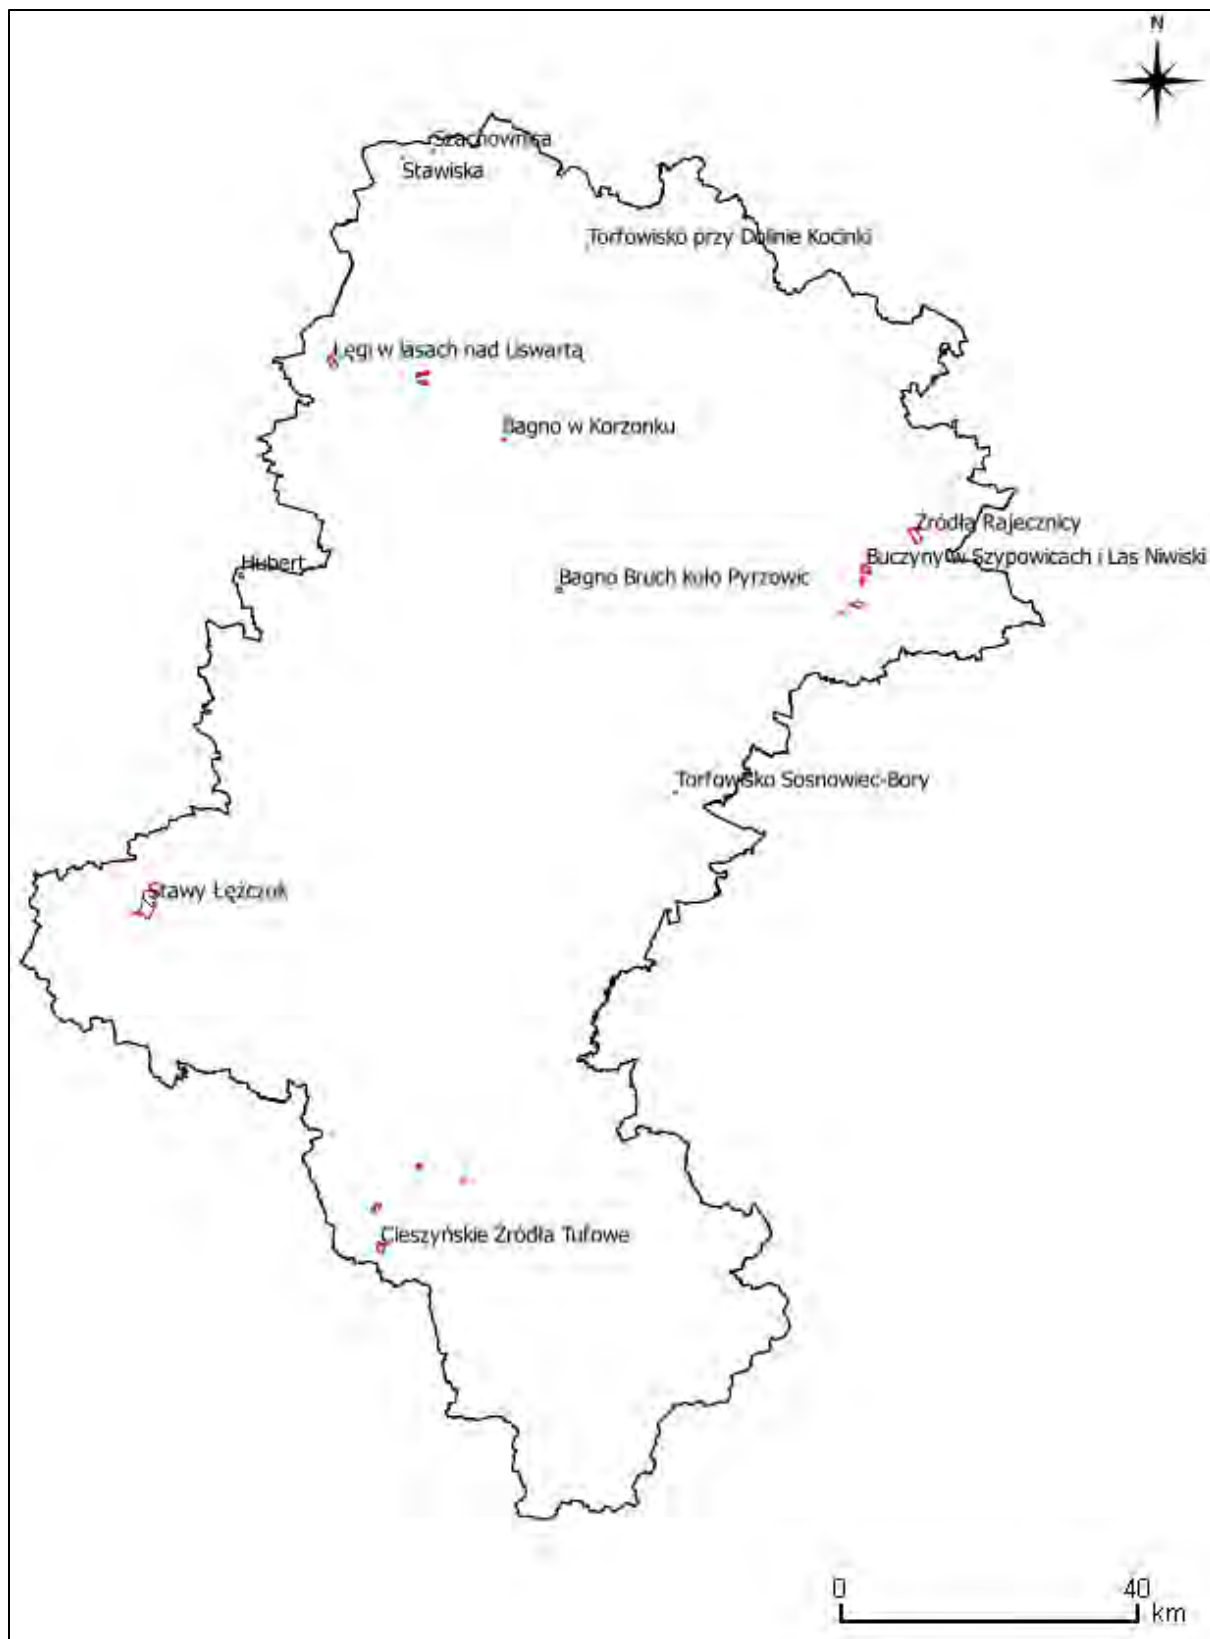 N
Szachownica
Stawiska
Torfowisko przy Dolinie Kocinki
Łęgi w lasach nad Liswartą
Bagno w Korzonku
Źródła Rajecznicy
Buczyny w Szypowicach i Las Niwiski
Hubert
Bagno Bruch koło Pyrzowic
Torfowisko Sosnowiec-Bory
Stawy Łężczok
Cieszyńskie Źródła Tufowe
0 40
km